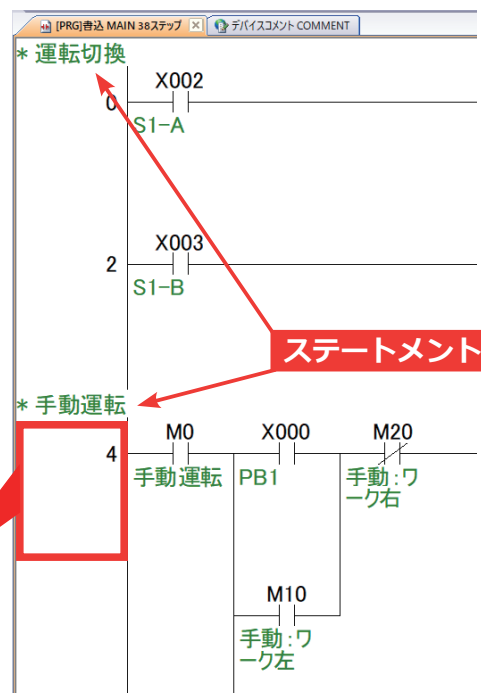 [PRG]書込 MAIN 38ステップ
デバイスコメント COMMENT
* 運転切換
X002
0
S1-A
X003
2
S1-B
ステートメント
* 手動運転
M0 X000 M20
4
手動運転 PB1 手動:ワ
ーク右
M10
手動:ワ
ーク左